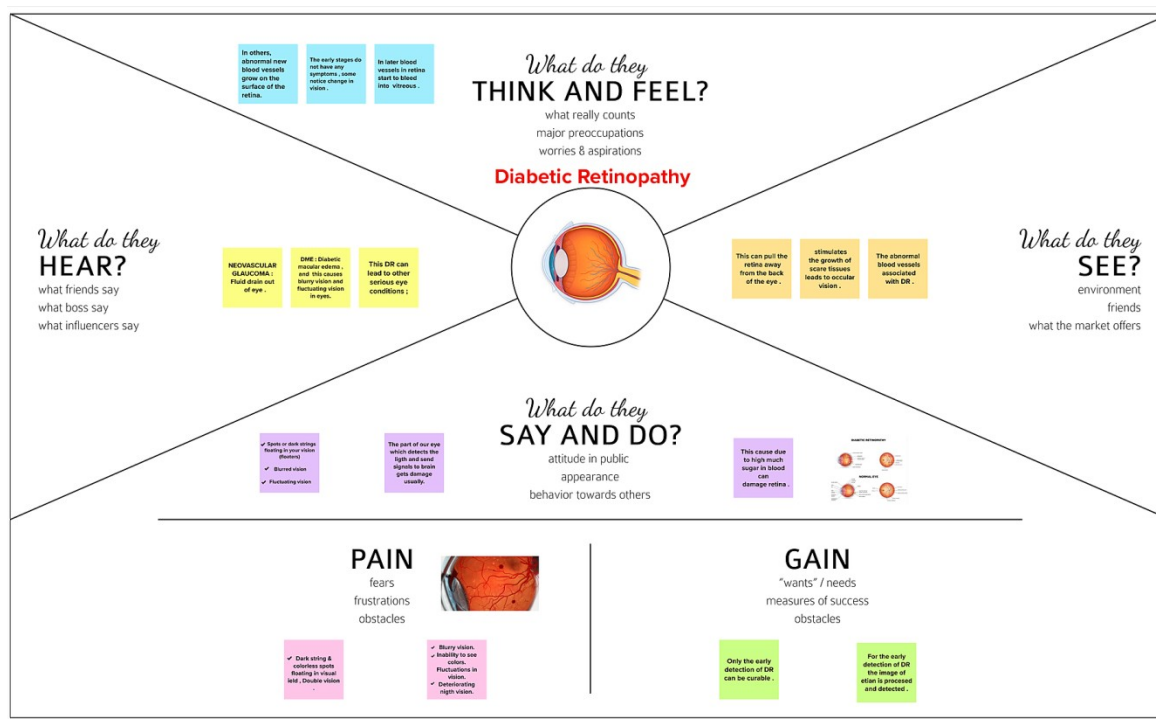 In others,
abnormal new
blood vessels
grow on the
surface of the
retina.
The early stages do
not have any
symptoms , some
notice change in
vision .
In later blood
vessels in retina
start to bleed
into vitreous .
What do they
THINK AND FEEL?
what really counts
major preoccupations
worries & aspirations
Diabetic Retinopathy
What do they
HEAR?
what friends say
what boss say
what influencers say
NEOVASCULAR
GLAUCOMA :
Fluid drain out
of eye .
DME : Diabetic
macular edema ,
and this causes
blurry vision and
fluctuating vision
in eyes.
This DR can
lead to other
serious eye
conditions ;
This can pull the
retina away
from the back
of the eye .
stimulates
the growth of
scare tissues
leads to occular
vision .
The abnormal
blood vessels
associated
with DR .
What do they
SEE?
environment
friends
what the market offers
What do they
SAY AND DO?
attitude in public
appearance
behavior towards others
✓ Spots or dark strings
floating in your vision
(floaters)
✓ Blurred vision
✓ Fluctuating vision
The part of our eye
which detects the
ligth and send
signols to brain
gets damage
usually.
This cause due
to high much
sugar in blood
can
damage retina .
DIABETIC RETINOPATHY
NORMAL EYE
PAIN
fears
frustrations
obstacles
✓ Dark string &
colorless spots
floating in visual
ield , Double vision
.
✓ Blurry vision.
✓ Inability to see
colors.
Fluctuations in
vision.
✓ Deteriorating
nigth vision.
GAIN
"wants" / needs
measures of success
obstacles
Only the early
detection of DR
can be curable .
For the early
detection of DR
the image of
etian is procesed
and detected .